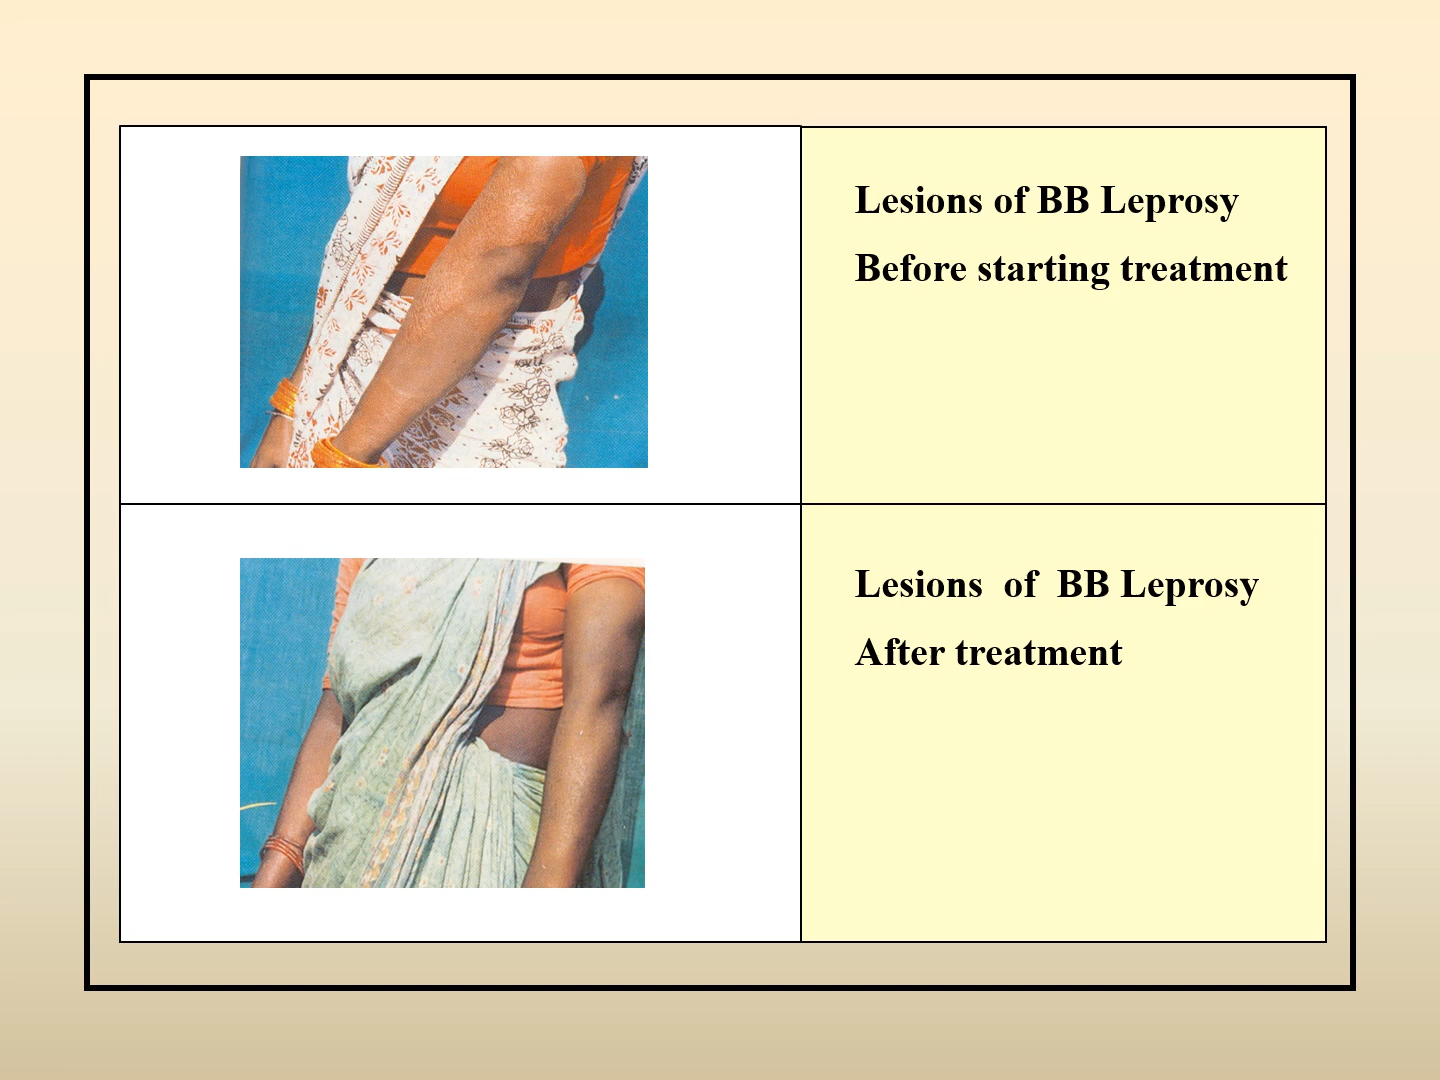 Lesions of BB Leprosy
Before starting treatment
Lesions  of  BB Leprosy
After treatment